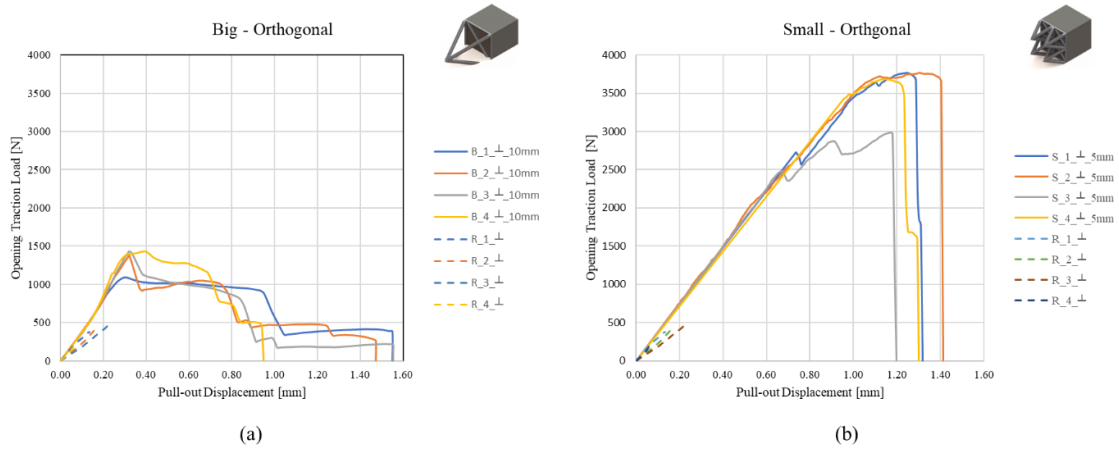 Big - Orthogonal
4000
3500
3000
2500
2000
1500
1000
500
0
Opening Traction Load [N]
0.00 0.20 0.40 0.60 0.80 1.00 1.20 1.40 1.60
Pull-out Displacement [mm]
B_1_⊥_10mm
B_2_⊥_10mm
B_3_⊥_10mm
B_4_⊥_10mm
R_1_⊥
R_2_⊥
R_3_⊥
R_4_⊥
(a)
Small - Orthgonal
4000
3500
3000
2500
2000
1500
1000
500
0
Opening Traction Load [N]
0.00 0.20 0.40 0.60 0.80 1.00 1.20 1.40 1.60
Pull-out Displacement [mm]
S_1_⊥_5mm
S_2_⊥_5mm
S_3_⊥_5mm
S_4_⊥_5mm
R_1_⊥
R_2_⊥
R_3_⊥
R_4_⊥
(b)